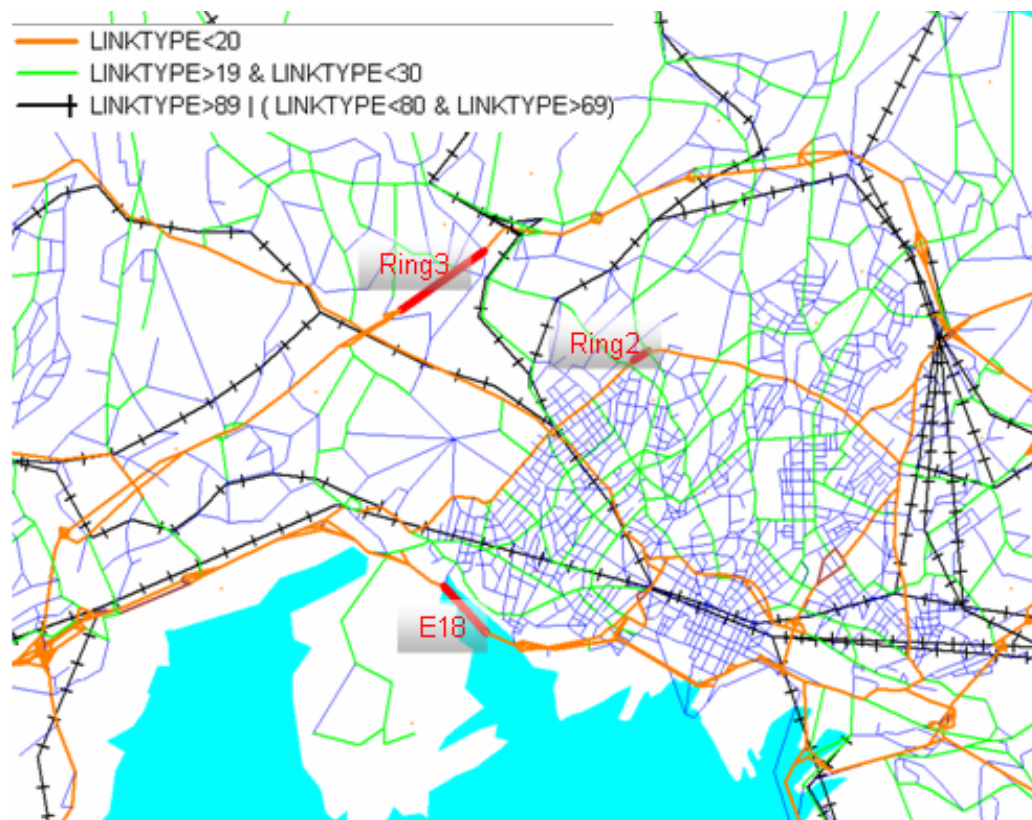 LINKTYPE<20
LINKTYPE>19 & LINKTYPE<30
LINKTYPE>89 | ( LINKTYPE<80 & LINKTYPE>69)
Ring3
Ring2
E18